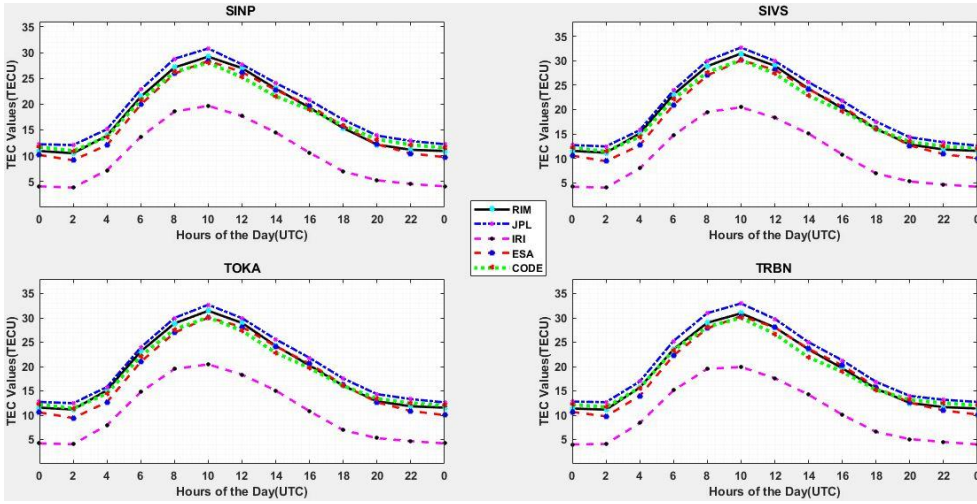 SINP
TEC Values(TECU)
35
30
25
20
15
10
5
0 2 4 6 8 10 12 14 16 18 20 22 0
Hours of the Day(UTC)
SIVS
TEC Values(TECU)
35
30
25
20
15
10
5
0 2 4 6 8 10 12 14 16 18 20 22 0
Hours of the Day(UTC)
RIM
JPL
IRI
ESA
CODE
TOKA
TEC Values(TECU)
35
30
25
20
15
10
5
0 2 4 6 8 10 12 14 16 18 20 22 0
Hours of the Day(UTC)
TRBN
TEC Values(TECU)
35
30
25
20
15
10
5
0 2 4 6 8 10 12 14 16 18 20 22 0
Hours of the Day(UTC)